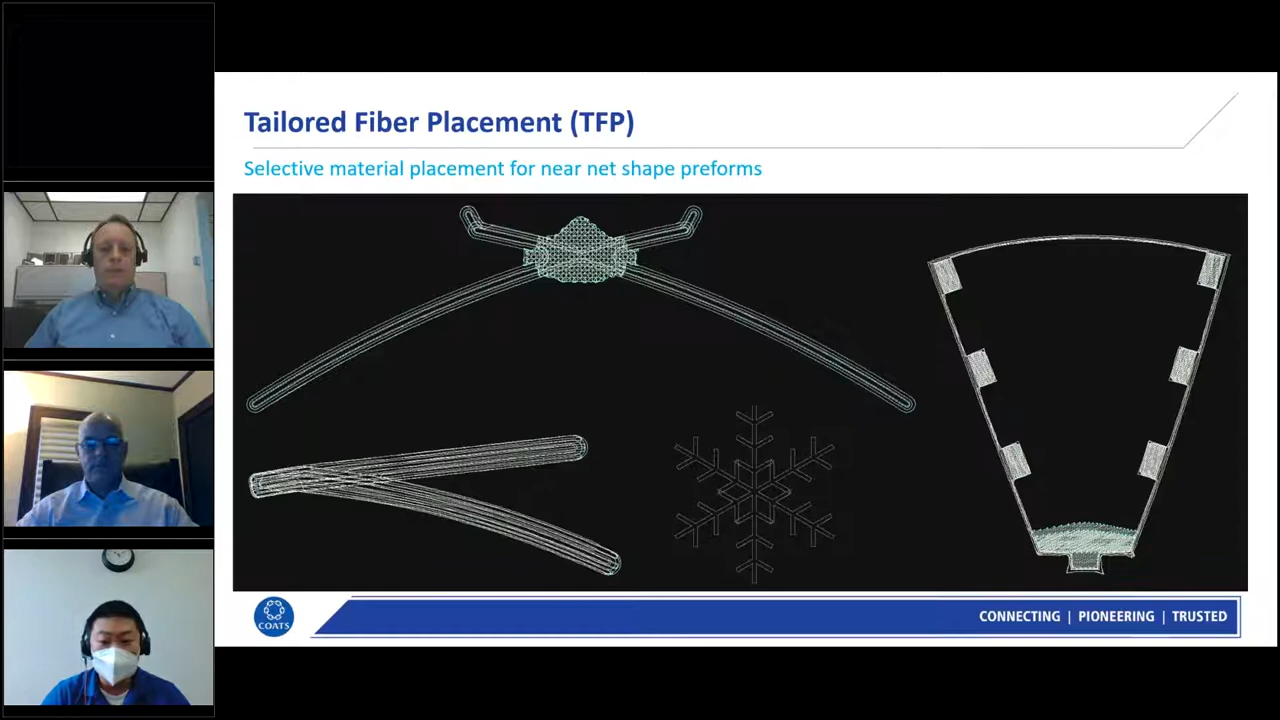 Tailored Fiber Placement (TFP)
Selective material placement for near net shape preforms
COATS
CONNECTING | PIONEERING | TRUSTED